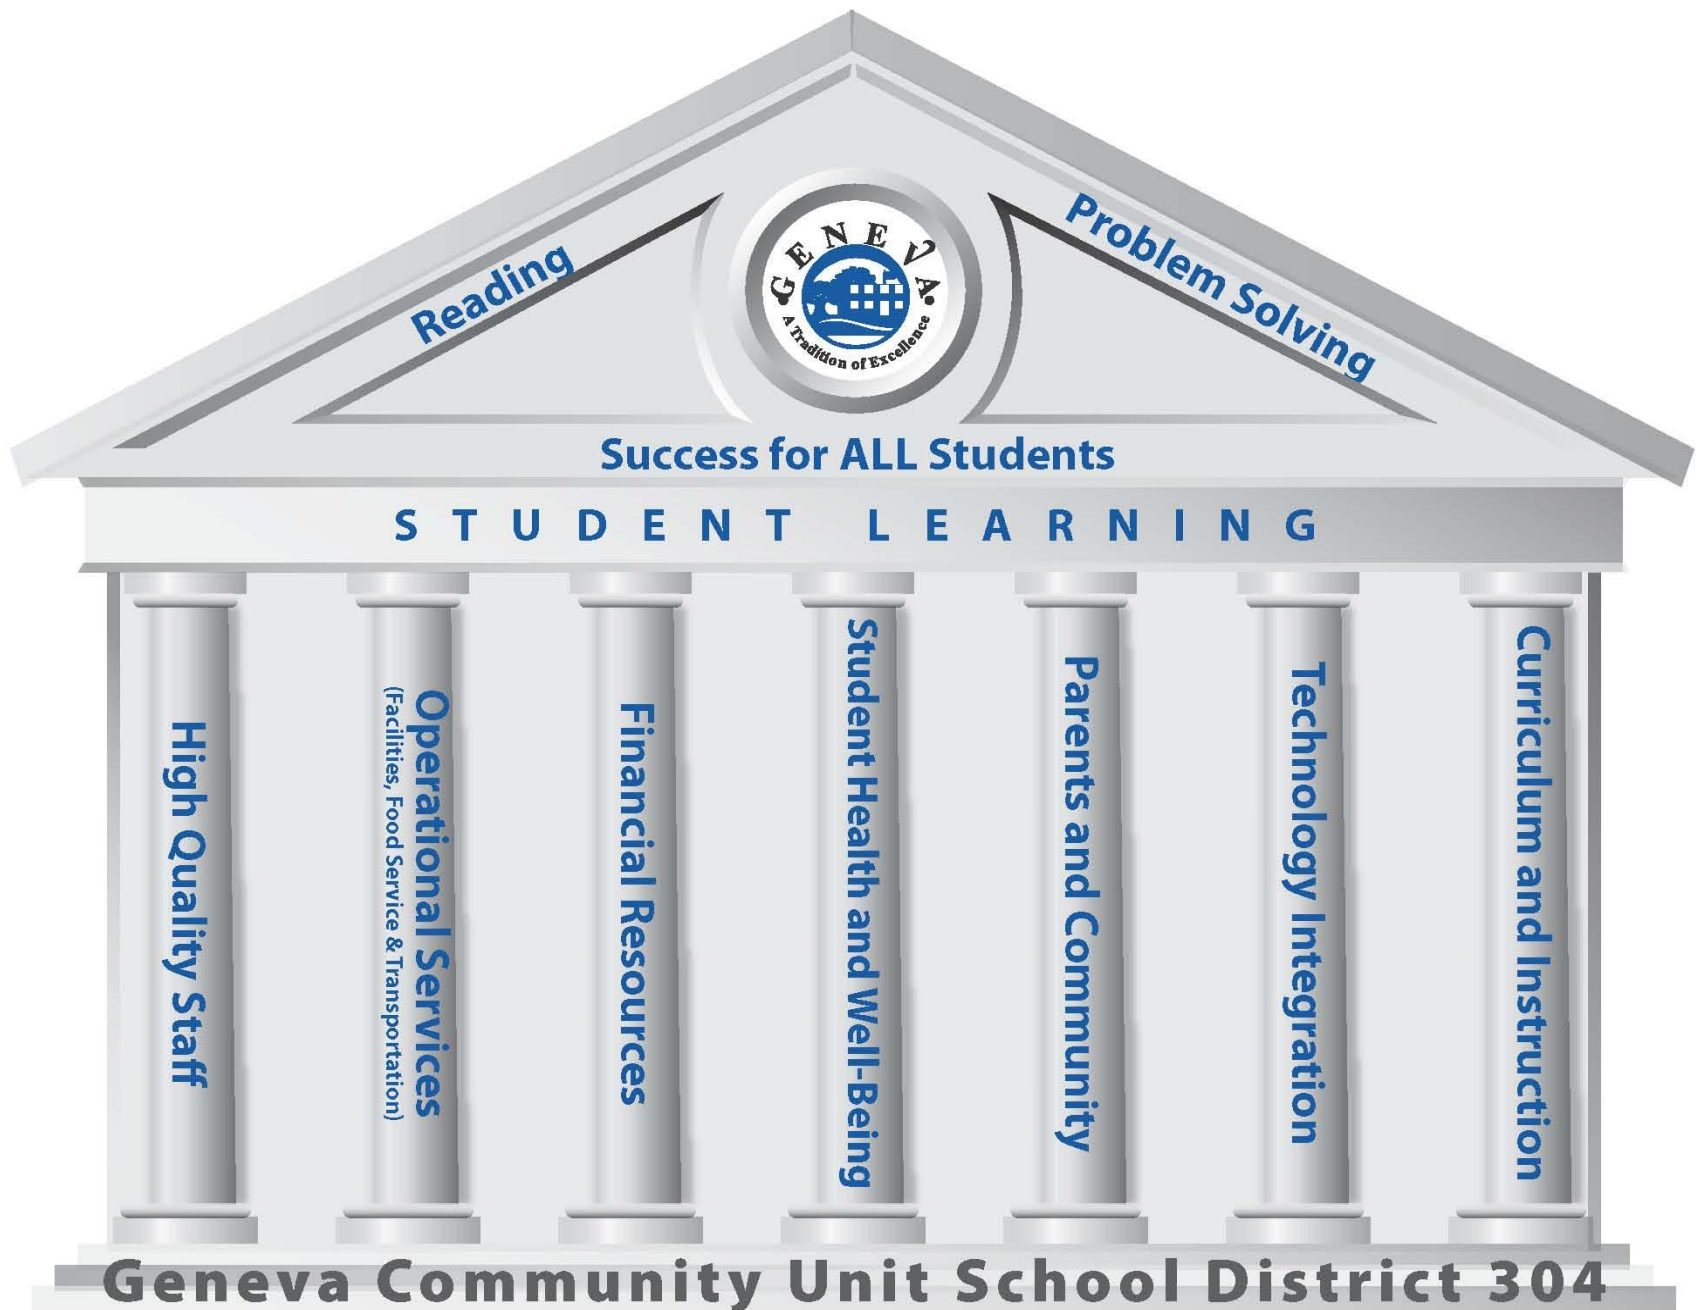 Reading
Problem Solving
GENEVA
A Tradition of Excellence
Success for ALL Students
STUDENT LEARNING
High Quality Staff
Operational Services
(Facilities, Food Service & Transportation)
Financial Resources
Student Health and Well-Being
Parents and Community
Technology Integration
Curriculum and Instruction
Geneva Community Unit School District 304